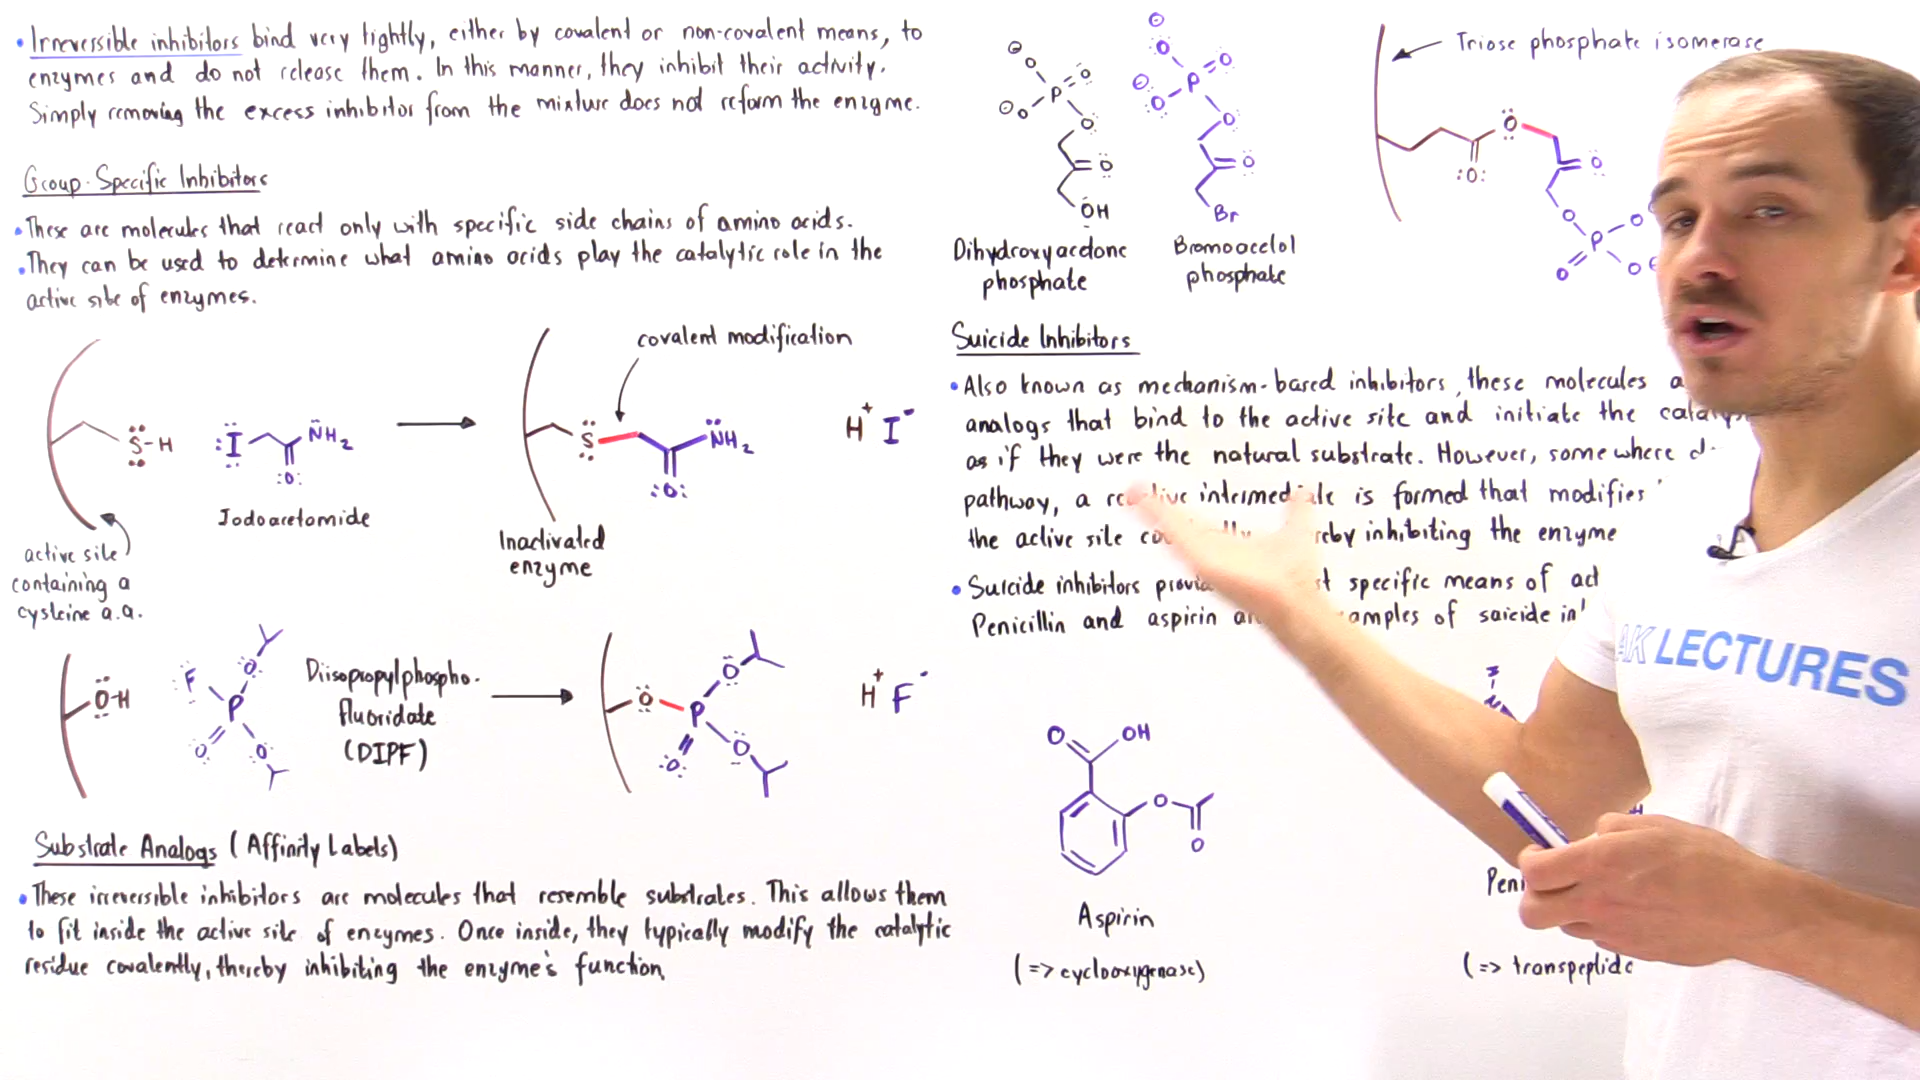 • Irreversible inhibitors bind very tightly, either by covalent or non-covalent means, to
enzymes and do not release them. In this manner, they inhibit their activity.
Simply removing the excess inhibitor from the mixture does not reform the enzyme.
Group-Specific Inhibitors
• These are molecules that react only with specific side chains of amino acids.
• They can be used to determine what amino acids play the catalytic role in the
active site of enzymes.
S-H
I
NH2
O
Iodoacetamide
active site
containing a
cysteine a.a.
covalent modification
S
NH2
O
Inactivated
enzyme
H+ I-
OH
F
P
O
O
O
Diisopropylphospho-
fluoridate
(DIPF)
O
P
O
O
O
H+ F-
Substrate Analogs (Affinity Labels)
• These irreversible inhibitors are molecules that resemble substrates. This allows them
to fit inside the active site of enzymes. Once inside, they typically modify the catalytic
residue covalently, thereby inhibiting the enzyme's function
O
O
P
O
O
O
OH
Dihydroxyacetone
phosphate
O
O
P
O
O
O
Br
Bromoacetol
phosphate
Triose phosphate isomerase
O
O
O
O
P
O
O
O
Suicide Inhibitors
• Also known as mechanism-based inhibitors, these molecules
analogs that bind to the active site and initiate the
as if they were the natural substrate. However, somewhere
pathway, a intermediate is formed that modifies
the active site inhibiting the enzyme
• Suicide inhibitors specific means of
Penicillin and aspirin of suicide
O
OH
O
O
Aspirin
(=> cyclooxygenase)
(=>
AK LECTURES